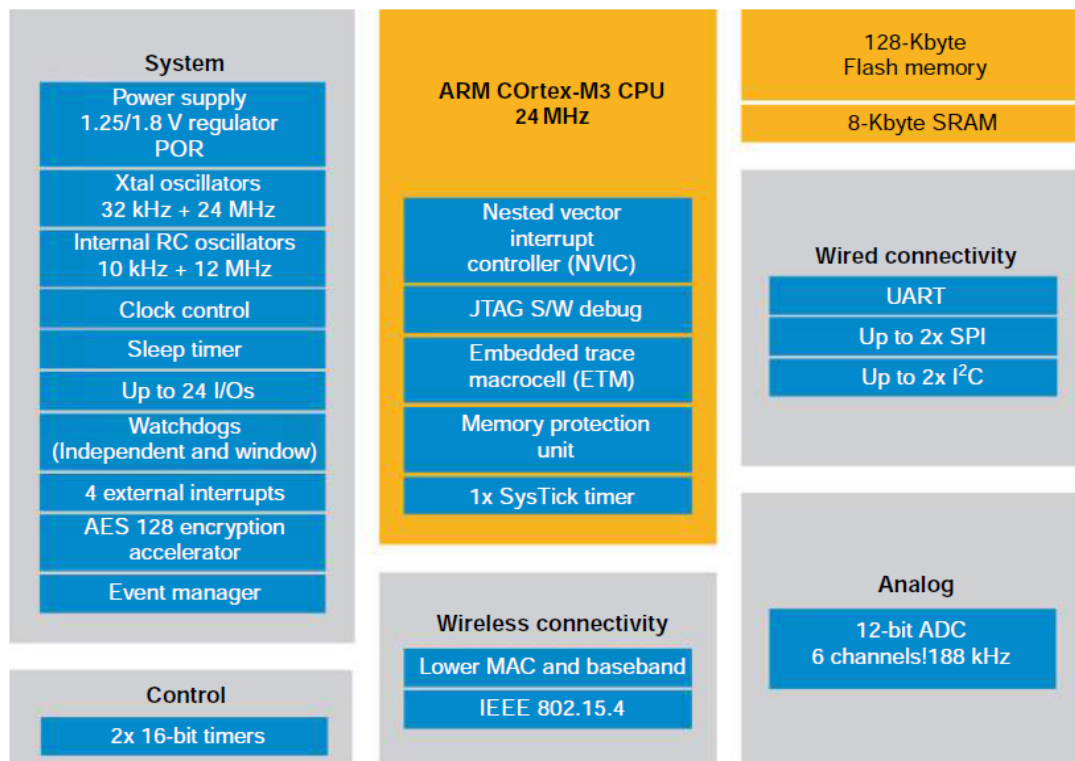 System
Power supply
1.25/1.8 V regulator
POR
Xtal oscillators
32 kHz + 24 MHz
Internal RC oscillators
10 kHz + 12 MHz
Clock control
Sleep timer
Up to 24 I/Os
Watchdogs
(Independent and window)
4 external interrupts
AES 128 encryption
accelerator
Event manager
Control
2x 16-bit timers
ARM COrtex-M3 CPU
24 MHz
Nested vector
interrupt
controller (NVIC)
JTAG S/W debug
Embedded trace
macrocell (ETM)
Memory protection
unit
1x SysTick timer
Wireless connectivity
Lower MAC and baseband
IEEE 802.15.4
128-Kbyte
Flash memory
8-Kbyte SRAM
Wired connectivity
UART
Up to 2x SPI
Up to 2x I²C
Analog
12-bit ADC
6 channels!188 kHz